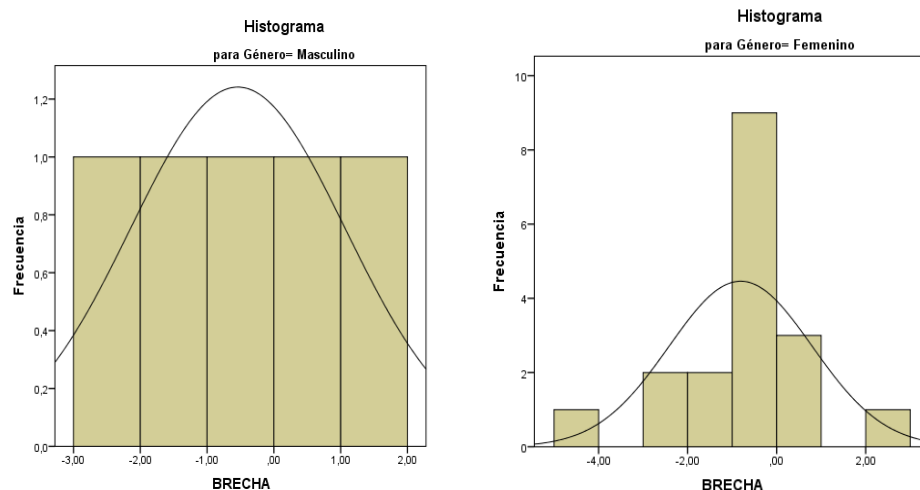 Histograma
para Género= Masculino
Frecuencia
1,2
1,0
0,8
0,6
0,4
0,2
0,0
-3,00 -2,00 -1,00 ,00 1,00 2,00
BRECHA
Histograma
para Género= Femenino
Frecuencia
10
8
6
4
2
0
-4,00 -2,00 ,00 2,00
BRECHA